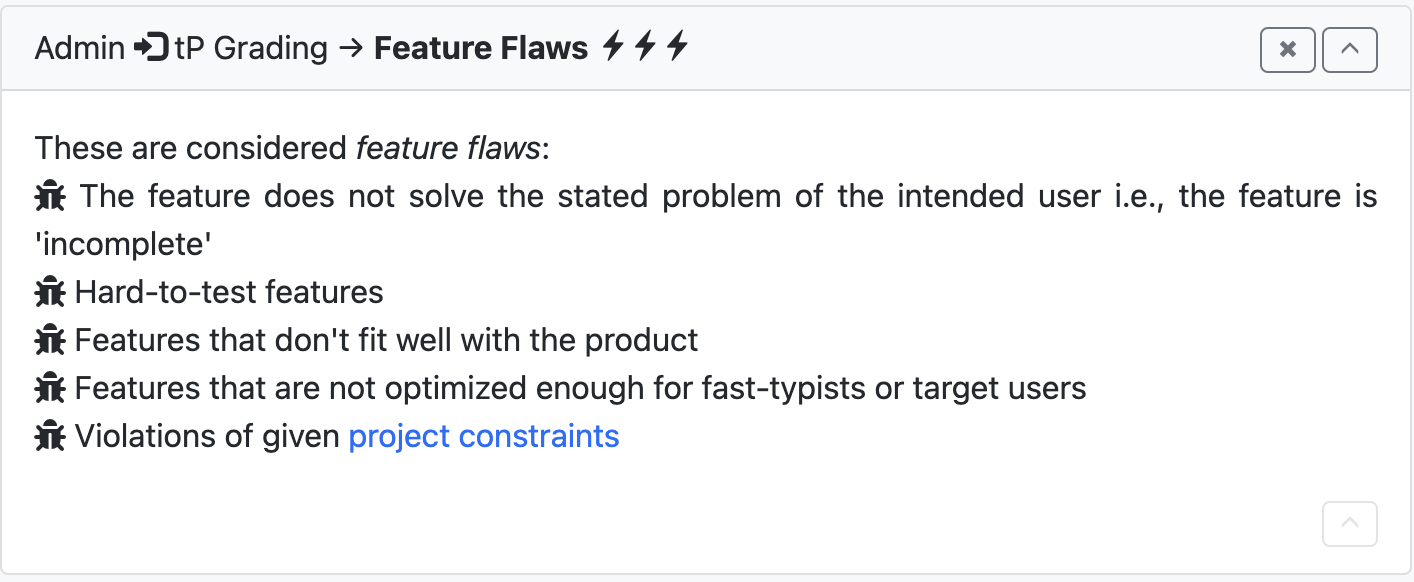 Admin tP Grading → Feature Flaws
These are considered feature flaws:
The feature does not solve the stated problem of the intended user i.e., the feature is
'incomplete'
Hard-to-test features
Features that don't fit well with the product
Features that are not optimized enough for fast-typists or target users
Violations of given project constraints